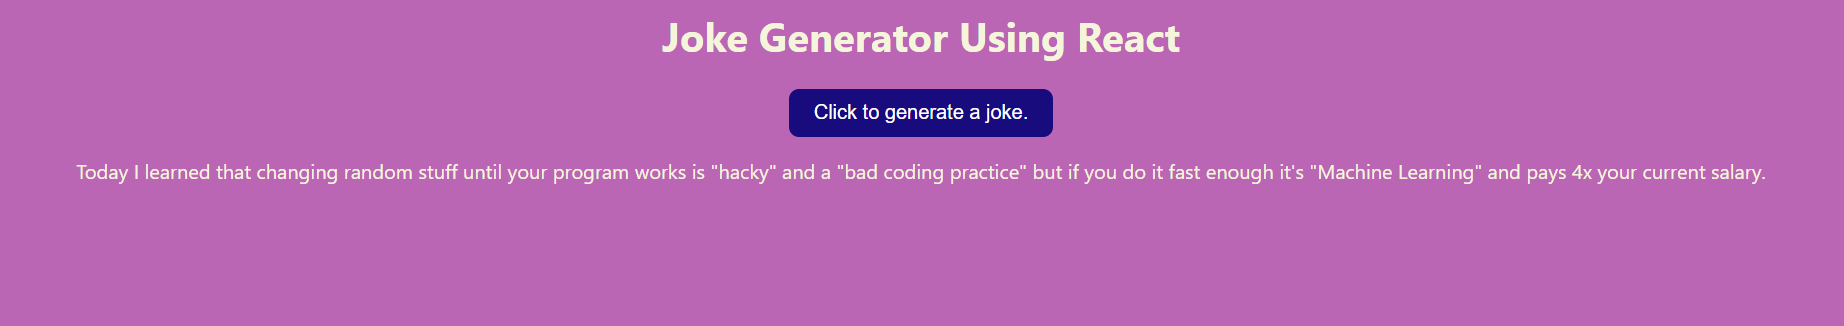 Joke Generator Using React
Click to generate a joke.
Today I learned that changing random stuff until your program works is "hacky" and a "bad coding practice" but if you do it fast enough it's "Machine Learning" and pays 4x your current salary.